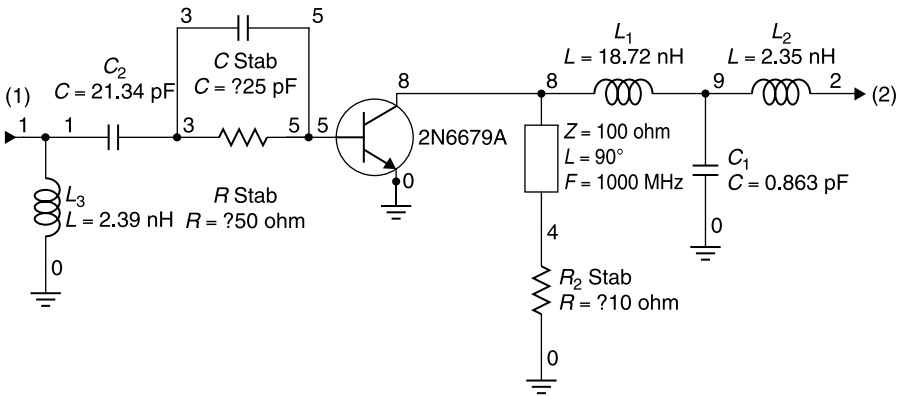 3
5
C Stab
C = ?25 pF
C2
C = 21.34 pF
(1)
1
1
3
5
5
R Stab
R = ?50 ohm
L3
L = 2.39 nH
0
8
2N6679A
0
8
L1
L = 18.72 nH
9
L2
L = 2.35 nH
2
(2)
Z = 100 ohm
L = 90°
F = 1000 MHz
C1
C = 0.863 pF
0
4
R2 Stab
R = ?10 ohm
0